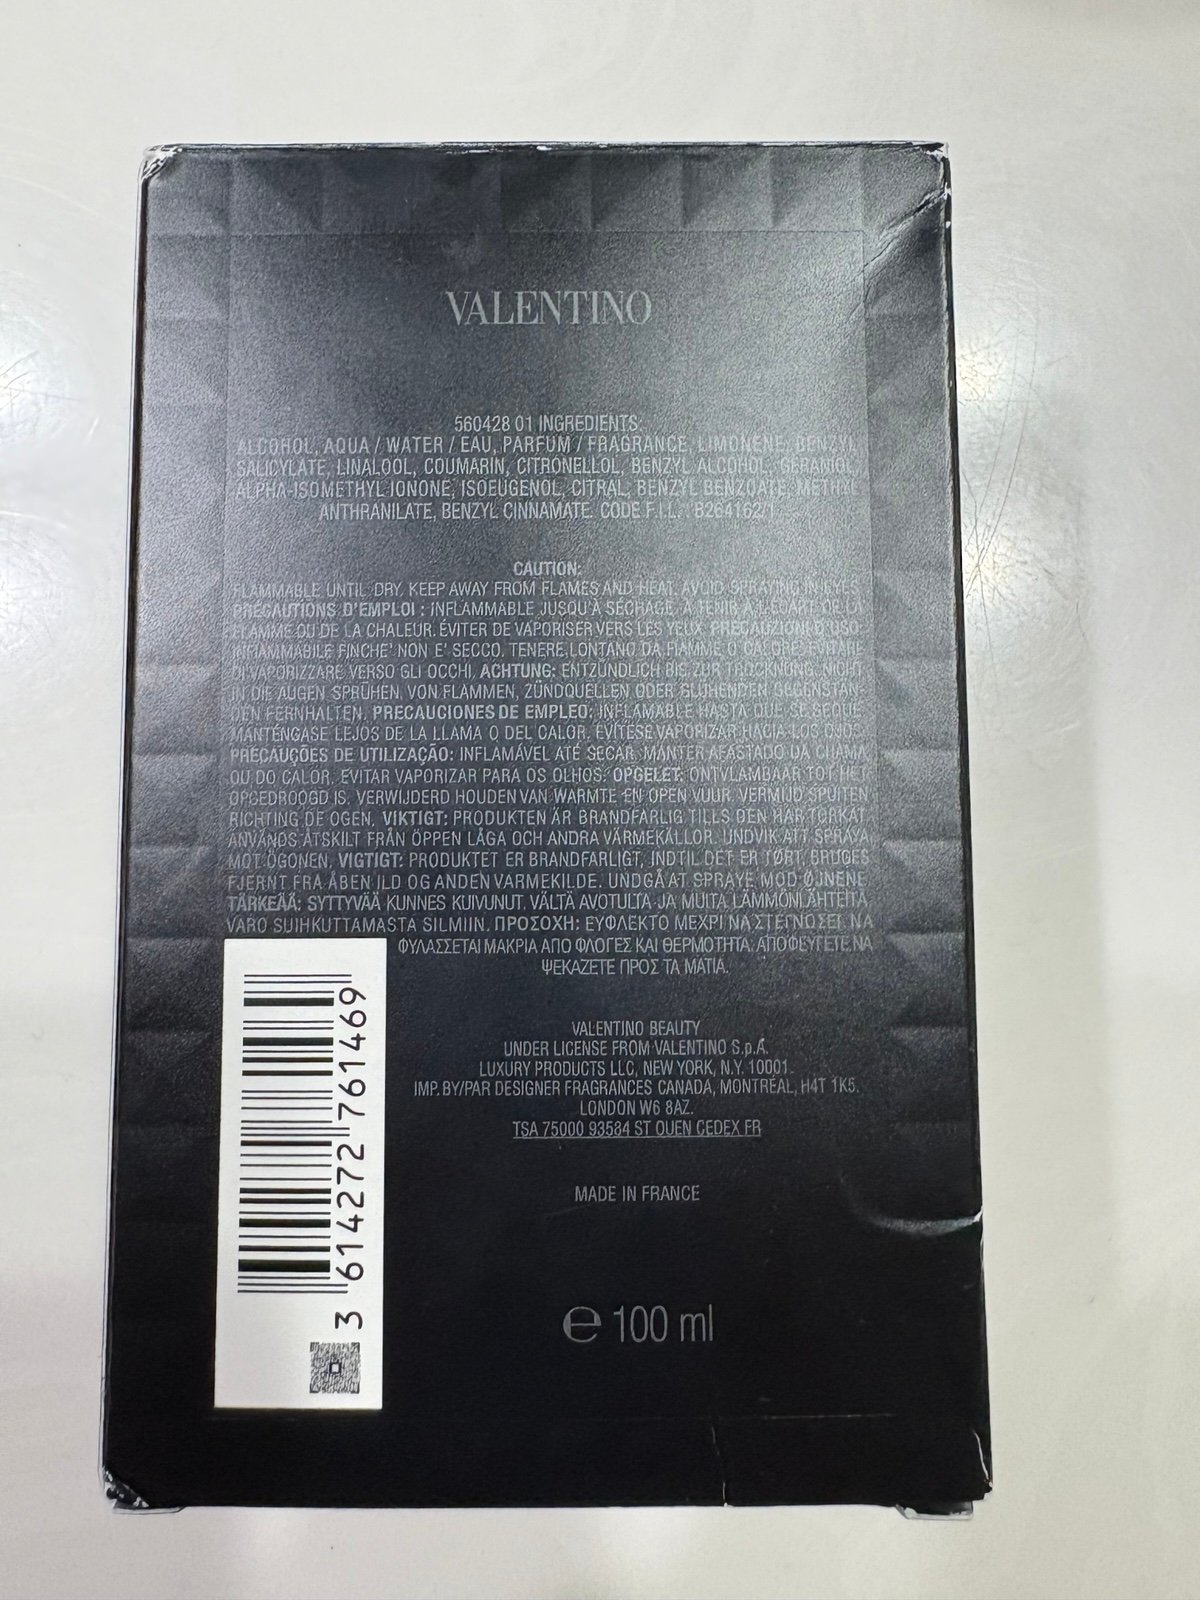 VALENTINO
560428 01 INGREDIENTS:
ALCOHOL, AQUA / WATER / EAU, PARFUM / FRAGRANCE, LIMONENE, BENZYL
SALICYLATE, LINALOOL, COUMARIN, CITRONELLOL, BENZYL ALCOHOL, GERANIOL,
ALPHA-ISOMETHYL IONONE, ISOEUGENOL, CITRAL, BENZYL BENZOATE, METHYL
ANTHRANILATE, BENZYL CINNAMATE. CODE F.I.L. : B264162/1
CAUTION:
FLAMMABLE UNTIL DRY. KEEP AWAY FROM FLAMES AND HEAT. AVOID SPRAYING IN EYES.
PRÉCAUTIONS D'EMPLOI : INFLAMMABLE JUSQU'À SÉCHAGE. À TENIR À L'ÉCART DE LA
FLAMME OU DE LA CHALEUR. ÉVITER DE VAPORISER VERS LES YEUX. PRECAUZIONI D'USO:
INFIAMMABILE FINCHE' NON E' SECCO. TENERE LONTANO DA FIAMME O CALORE. EVITARE
DI VAPORIZZARE VERSO GLI OCCHI. ACHTUNG: ENTZÜNDLICH BIS ZUR TROCKNUNG. NICHT
IN DIE AUGEN SPRÜHEN. VON FLAMMEN, ZÜNDQUELLEN ODER GLÜHENDEN GEGENSTÄN-
DEN FERNHALTEN. PRECAUCIONES DE EMPLEO: INFLAMABLE HASTA QUE SE SEQUE.
MANTÉNGASE LEJOS DE LA LLAMA O DEL CALOR. EVÍTESE VAPORIZAR HACIA LOS OJOS.
PRECAUÇÕES DE UTILIZAÇÃO: INFLAMÁVEL ATÉ SECAR. MANTER AFASTADO DA CHAMA
OU DO CALOR. EVITAR VAPORIZAR PARA OS OLHOS. OPGELET: ONTVLAMBAAR TOT HET
OPGEDROOGD IS. VERWIJDERD HOUDEN VAN WARMTE EN OPEN VUUR. VERMIJD SPUITEN
RICHTING DE OGEN. VIKTIGT: PRODUKTEN ÄR BRANDFARLIG TILLS DEN HAR TORKAT.
ANVÄNDS ÅTSKILT FRÅN ÖPPEN LÅGA OCH ANDRA VÄRMEKÄLLOR. UNDVIK ATT SPRAYA
MOT ÖGONEN. VIGTIGT: PRODUKTET ER BRANDFARLIGT, INDTIL DET ER TØRT. BRUGES
FJERNT FRA ÅBEN ILD OG ANDEN VARMEKILDE. UNDGÅ AT SPRAYE MOD ØJNENE.
TÄRKEÄÄ: SYTTYVÄÄ KUNNES KUIVUNUT. VÄLTÄ AVOTULTA JA MUITA LÄMMÖNLÄHTEITÄ.
VARO SUIHKUTTAMASTA SILMIIN. ΠΡΟΣΟΧΗ: ΕΥΦΛΕΚΤΟ ΜΕΧΡΙ ΝΑ ΣΤΕΓΝΩΣΕΙ. ΝΑ
ΦΥΛΑΣΣΕΤΑΙ ΜΑΚΡΙΑ ΑΠΟ ΦΛΟΓΕΣ ΚΑΙ ΘΕΡΜΟΤΗΤΑ. ΑΠΟΦΕΥΓΕΤΕ ΝΑ
ΨΕΚΑΖΕΤΕ ΠΡΟΣ ΤΑ ΜΑΤΙΑ.
VALENTINO BEAUTY
UNDER LICENSE FROM VALENTINO S.p.A.
LUXURY PRODUCTS LLC, NEW YORK, N.Y. 10001.
IMP. BY/PAR DESIGNER FRAGRANCES CANADA, MONTRÉAL, H4T 1K5.
LONDON W6 8AZ.
TSA 75000 93584 ST OUEN CEDEX FR
MADE IN FRANCE
℮ 100 ml
3 614272 761469